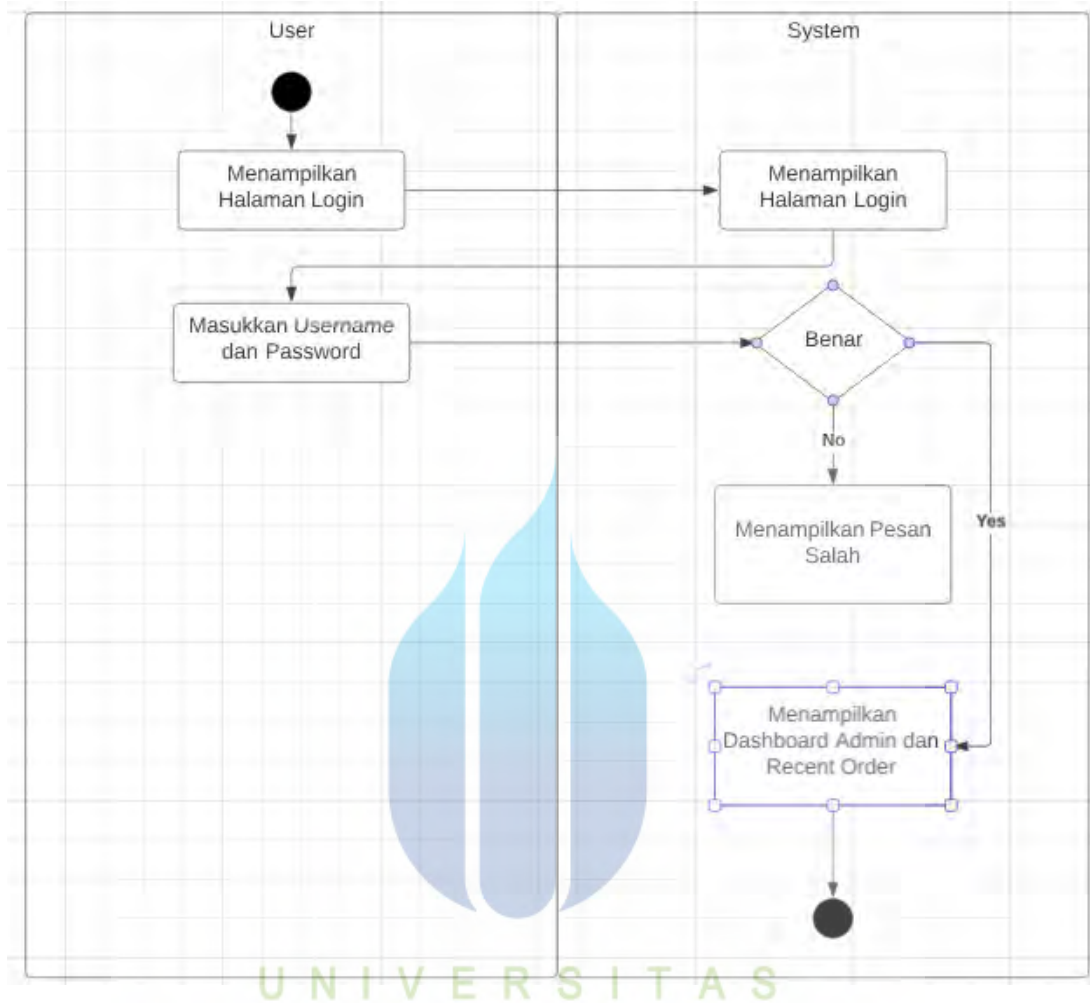 User
System
Menampilkan
Halaman Login
Menampilkan
Halaman Login
Masukkan Username
dan Password
Benar
No
Yes
Menampilkan Pesan
Salah
Menampilkan
Dashboard Admin dan
Recent Order
UNIVERSITAS